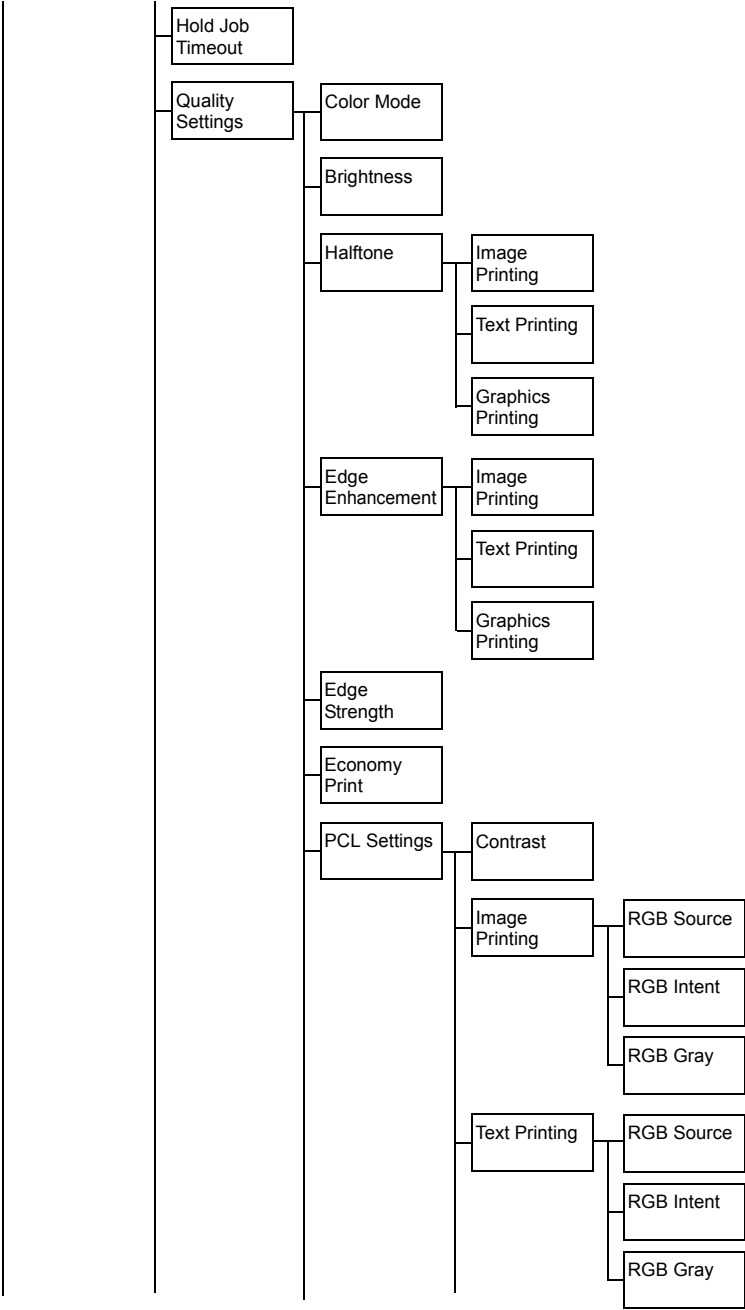 Hold Job
Timeout
Quality
Settings
Color Mode
Brightness
Halftone
Image
Printing
Text Printing
Graphics
Printing
Edge
Enhancement
Image
Printing
Text Printing
Graphics
Printing
Edge
Strength
Economy
Print
PCL Settings
Contrast
Image
Printing
RGB Source
RGB Intent
RGB Gray
Text Printing
RGB Source
RGB Intent
RGB Gray